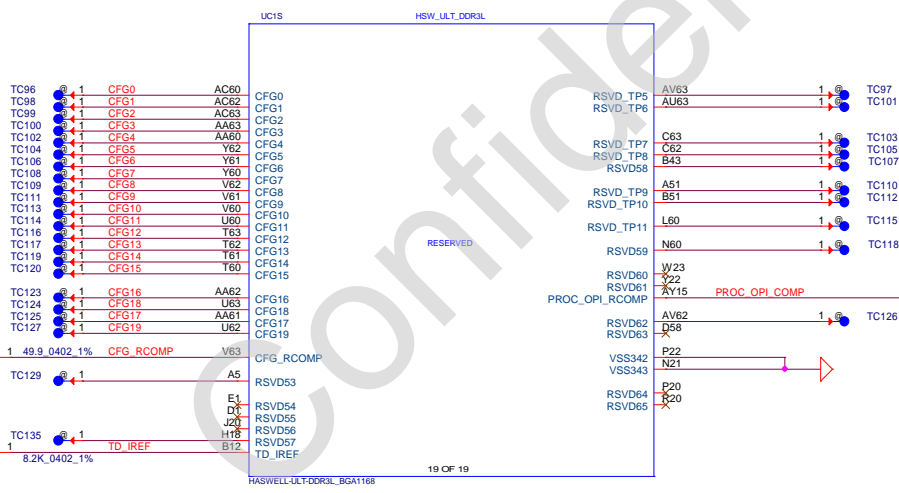 UC1S HSW_ULT_DDR3L
TC96 @ 1 CFG0 AC60 CFG0 RSVD_TP5 AV63 1 @ TC97
TC98 @ 1 CFG1 AC62 CFG1 RSVD_TP6 AU63 1 @ TC101
TC99 @ 1 CFG2 AC63 CFG2
TC100 @ 1 CFG3 AA63 CFG3
TC102 @ 1 CFG4 AA60 CFG4 RSVD_TP7 C63 1 @ TC103
TC104 @ 1 CFG5 Y62 CFG5 RSVD_TP8 C62 1 @ TC105
TC106 @ 1 CFG6 Y61 CFG6 RSVD58 B43 1 @ TC107
TC108 @ 1 CFG7 Y60 CFG7
TC109 @ 1 CFG8 V62 CFG8 RSVD_TP9 A51 1 @ TC110
TC111 @ 1 CFG9 V61 CFG9 RSVD_TP10 B51 1 @ TC112
TC113 @ 1 CFG10 V60 CFG10
TC114 @ 1 CFG11 U60 CFG11 RSVD_TP11 L60 1 @ TC115
TC116 @ 1 CFG12 T63 CFG12
TC117 @ 1 CFG13 T62 CFG13 RESERVED RSVD59 N60 1 @ TC118
TC119 @ 1 CFG14 T61 CFG14
TC120 @ 1 CFG15 T60 CFG15 RSVD60 W23
RSVD61 Y22
TC123 @ 1 CFG16 AA62 CFG16 PROC_OPI_RCOMP AY15 PROC_OPI_COMP
TC124 @ 1 CFG18 U63 CFG18
TC125 @ 1 CFG17 AA61 CFG17 RSVD62 AV62 1 @ TC126
TC127 @ 1 CFG19 U62 CFG19 RSVD63 D58
1 49.9_0402_1% CFG_RCOMP V63 CFG_RCOMP VSS342 P22
VSS343 N21
TC129 @ 1 A5 RSVD53
RSVD64 P20
E1 RSVD54 RSVD65 R20
D1 RSVD55
J20 RSVD56
TC135 @ 1 H18 RSVD57
1 8.2K_0402_1% TD_IREF B12 TD_IREF
19 OF 19
HASWELL-ULT-DDR3L_BGA1168
Confiden